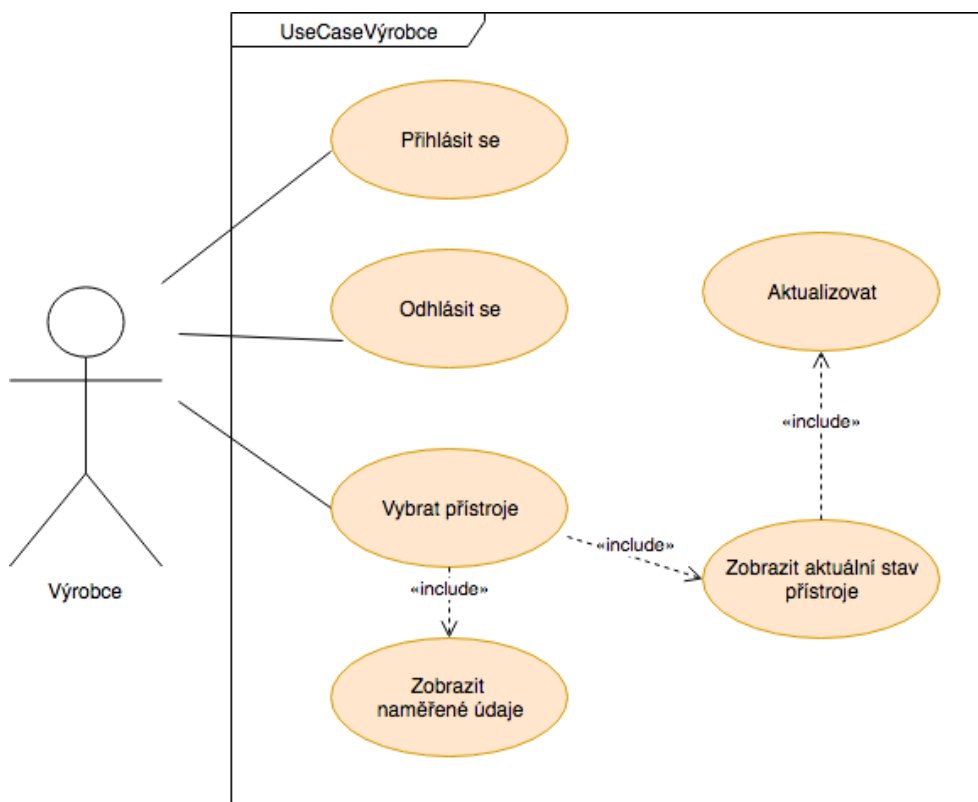 UseCaseVýrobce
Přihlásit se
Odhlásit se
Aktualizovat
«include»
Vybrat přístroje
«include»
Zobrazit aktuální stav
přístroje
Výrobce
«include»
Zobrazit
naměřené údaje